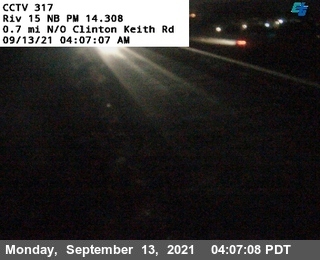 CCTV 317
Riv 15 NB PM 14.308
0.7 mi N/O Clinton Keith Rd
09/13/21 04:07:07 AM
Monday, September 13, 2021 04:07:08 PDT